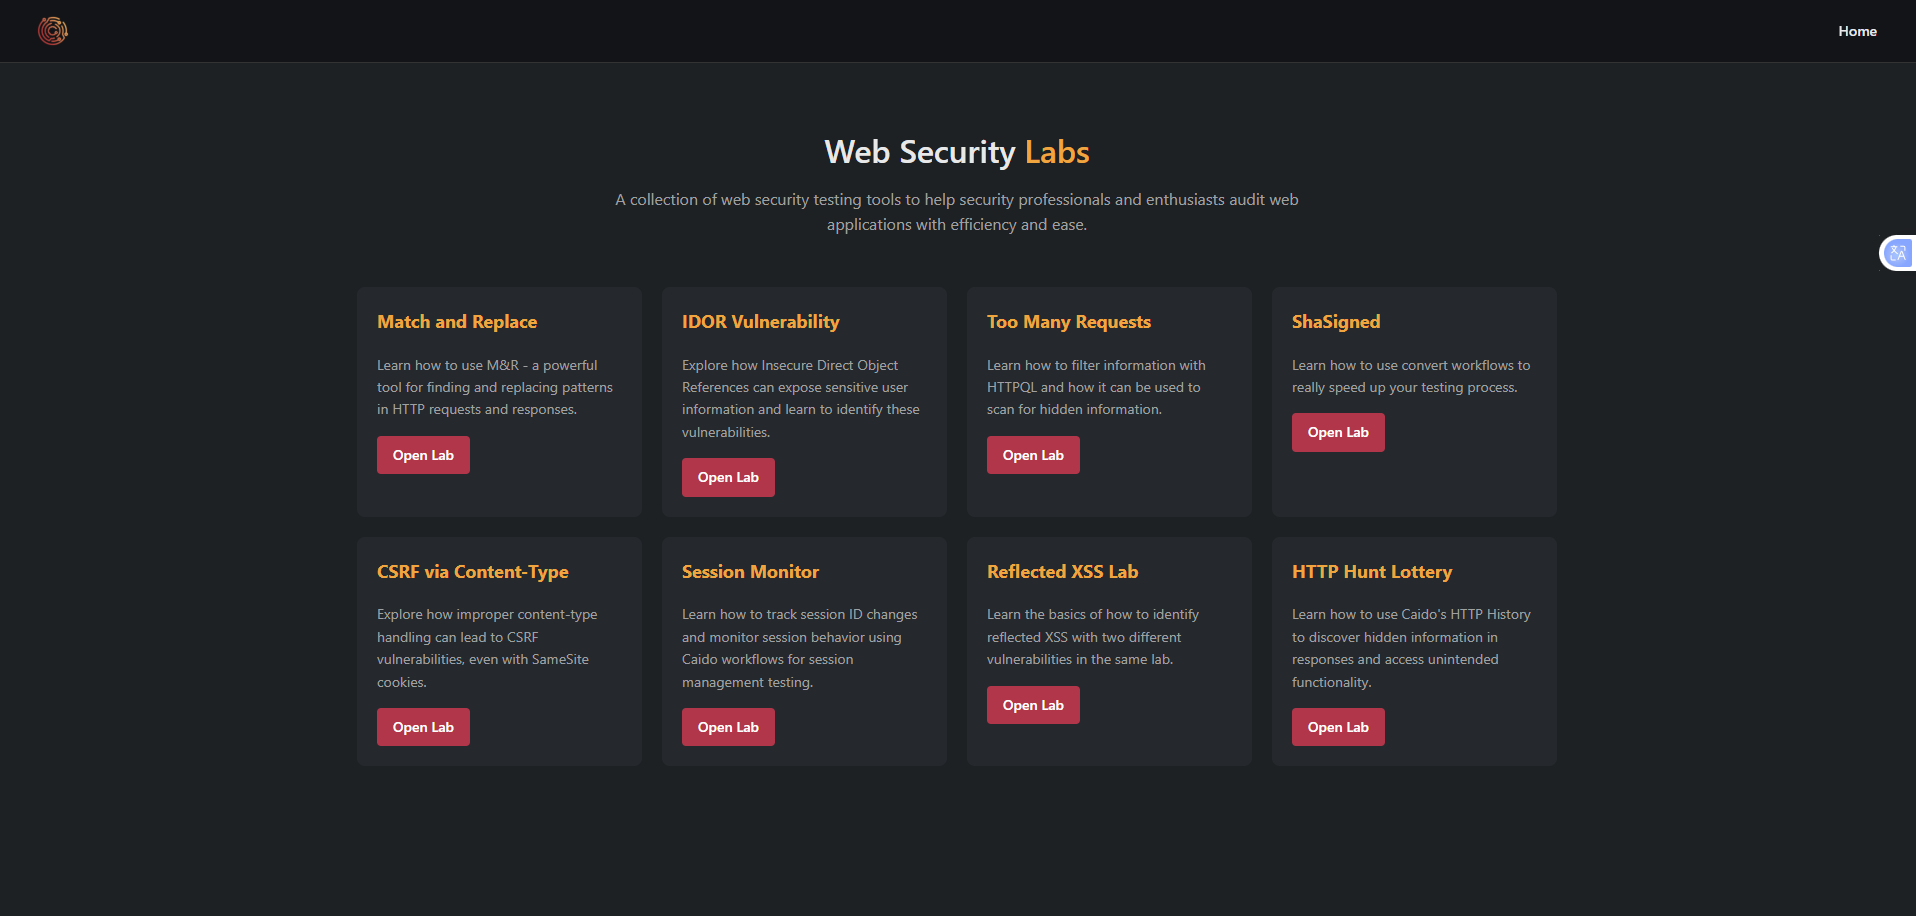 Home
Web Security Labs
A collection of web security testing tools to help security professionals and enthusiasts audit web
applications with efficiency and ease.
Match and Replace
Learn how to use M&R - a powerful
tool for finding and replacing patterns
in HTTP requests and responses.
Open Lab
IDOR Vulnerability
Explore how Insecure Direct Object
References can expose sensitive user
information and learn to identify these
vulnerabilities.
Open Lab
Too Many Requests
Learn how to filter information with
HTTPQL and how it can be used to
scan for hidden information.
Open Lab
ShaSigned
Learn how to use convert workflows to
really speed up your testing process.
Open Lab
CSRF via Content-Type
Explore how improper content-type
handling can lead to CSRF
vulnerabilities, even with SameSite
cookies.
Open Lab
Session Monitor
Learn how to track session ID changes
and monitor session behavior using
Caido workflows for session
management testing.
Open Lab
Reflected XSS Lab
Learn the basics of how to identify
reflected XSS with two different
vulnerabilities in the same lab.
Open Lab
HTTP Hunt Lottery
Learn how to use Caido's HTTP History
to discover hidden information in
responses and access unintended
functionality.
Open Lab